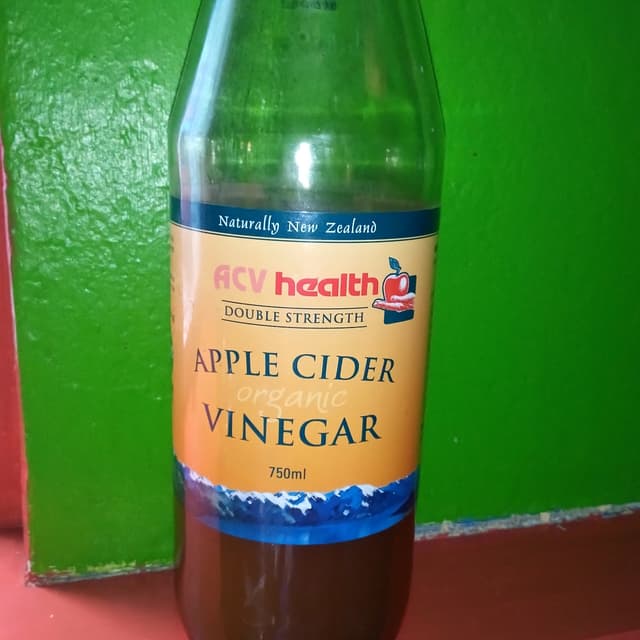 Naturally New Zealand
ACV health
DOUBLE STRENGTH
APPLE CIDER
organic
VINEGAR
750ml